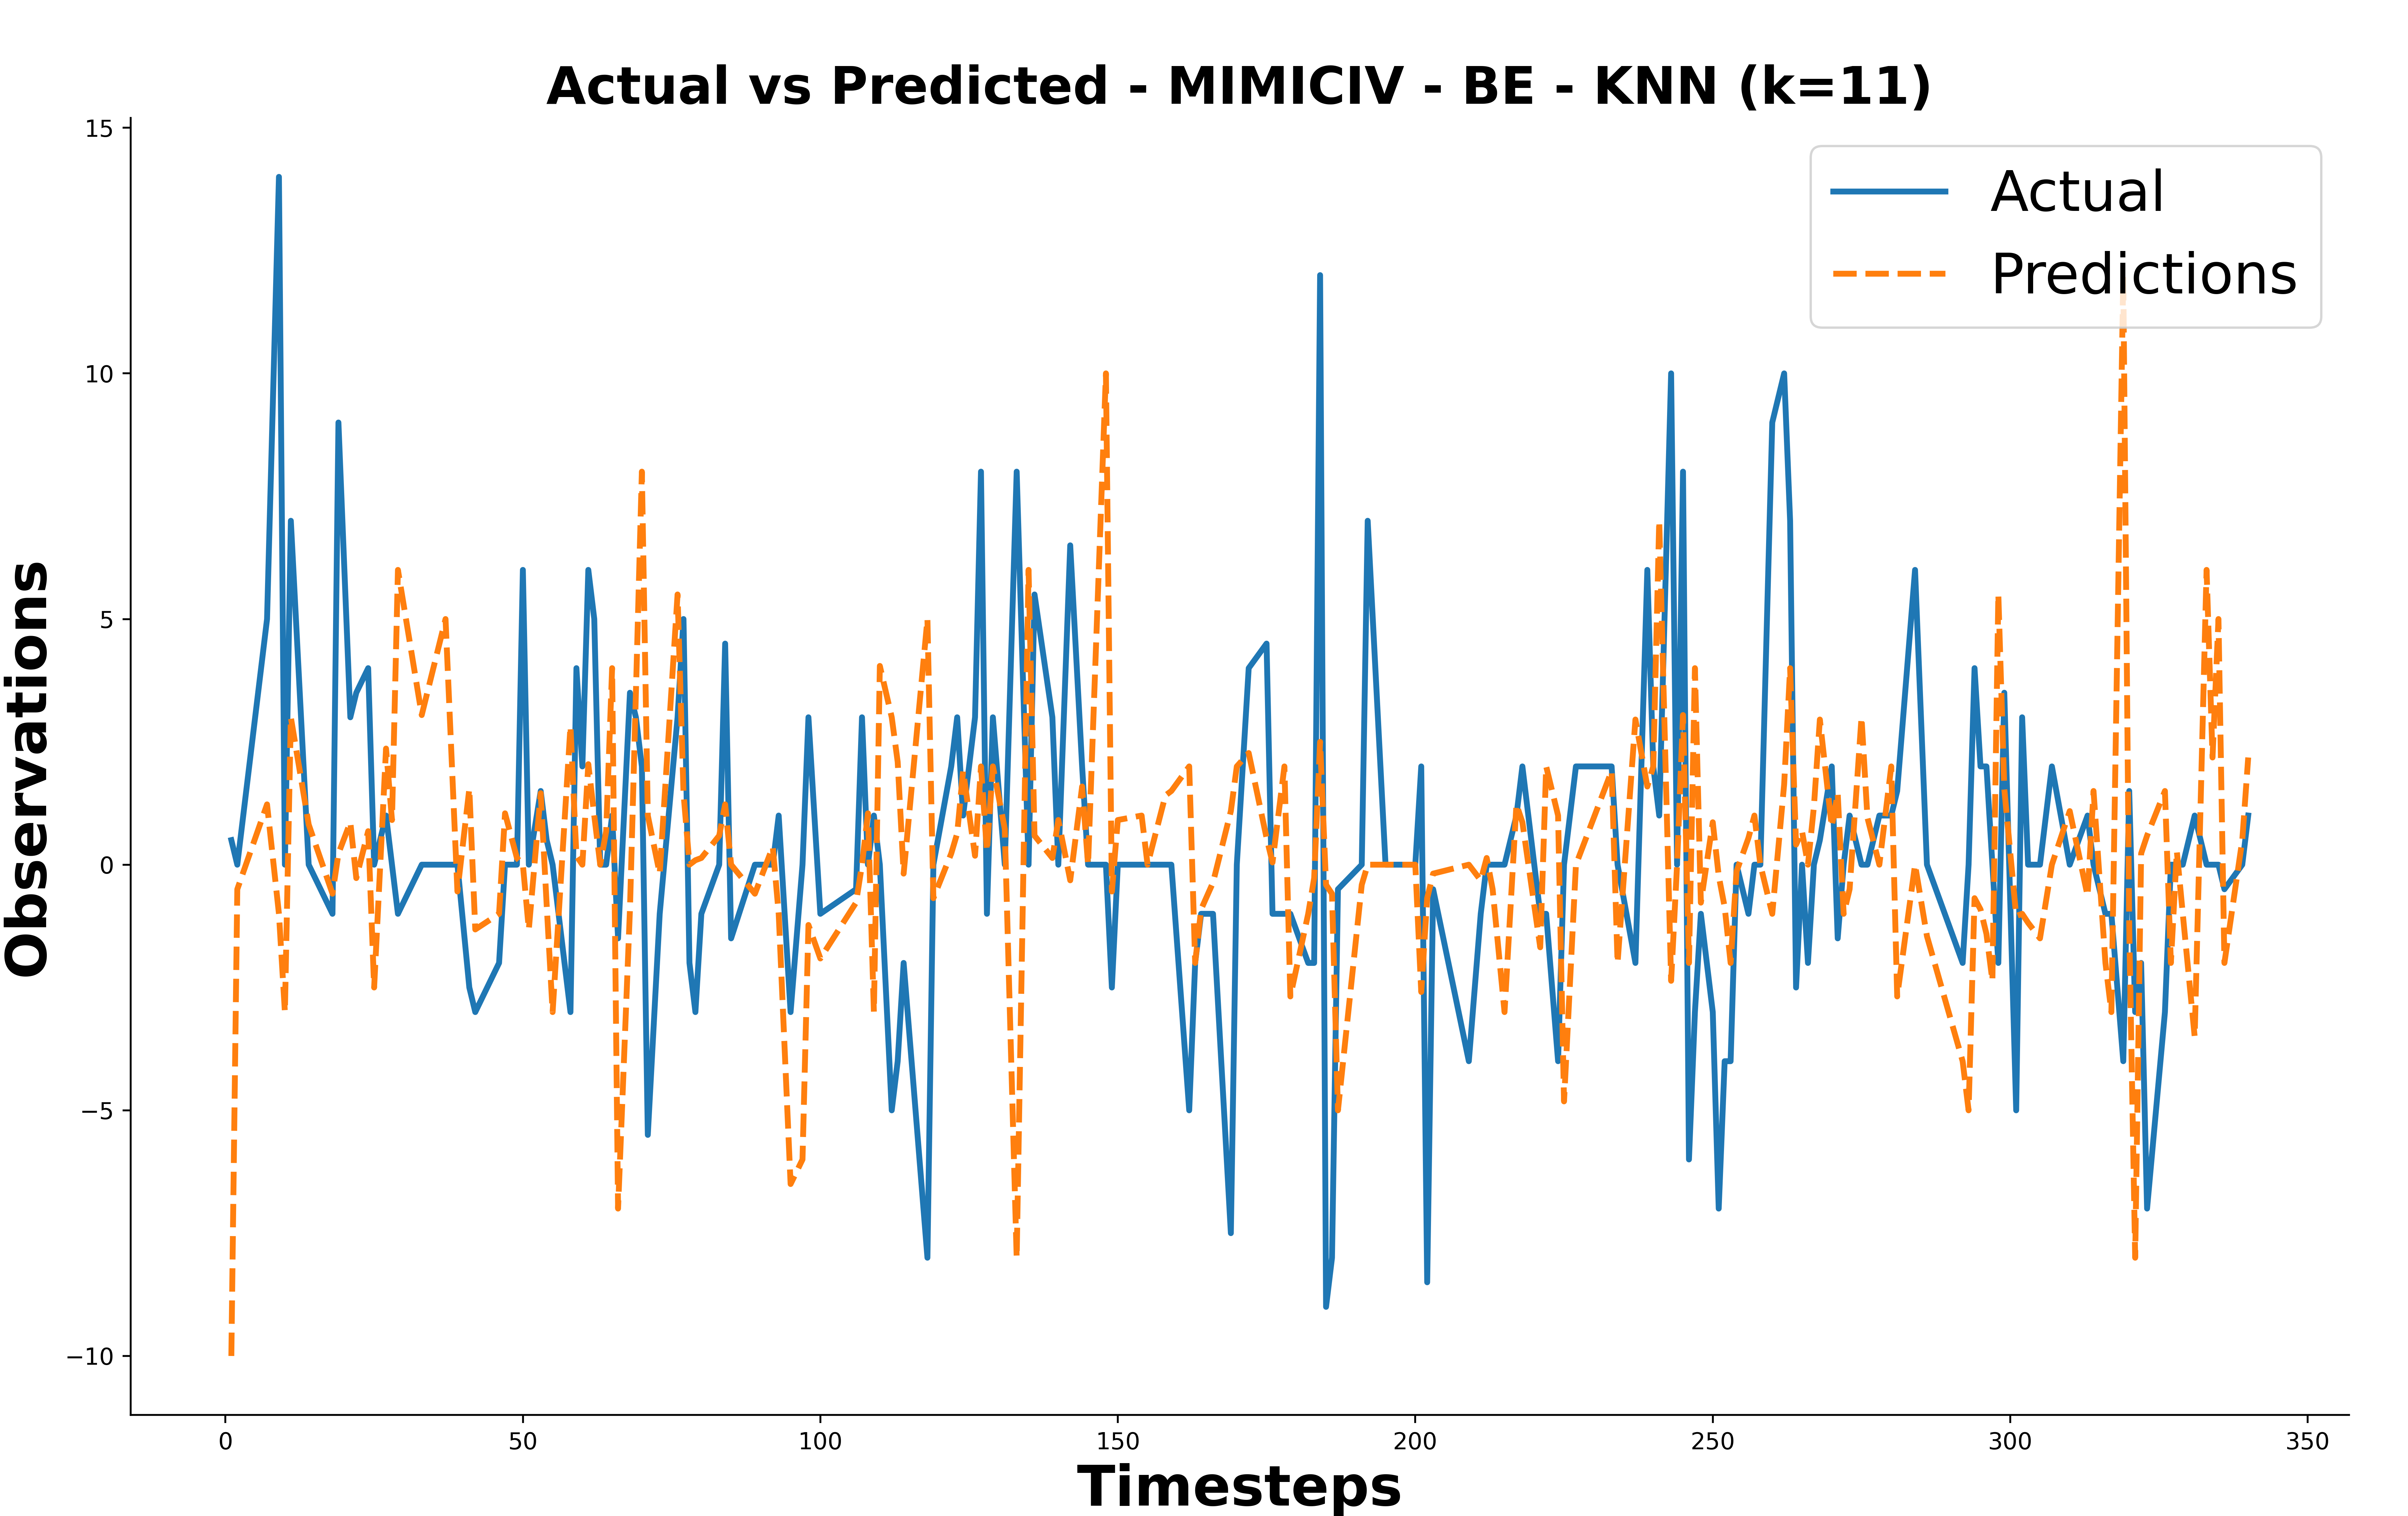 Actual vs Predicted - MIMICIV - BE - KNN (k=11)
Actual
Predictions
Observations
15
10
5
0
−5
−10
0 50 100 150 200 250 300 350
Timesteps